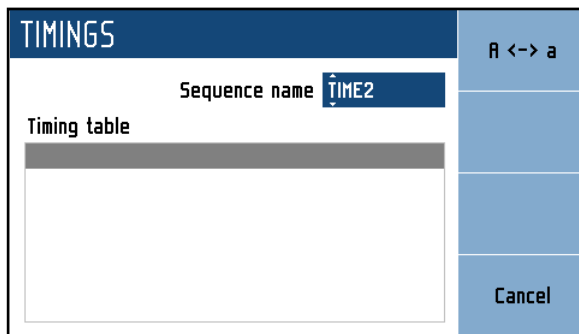 TIMINGS
A <-> a
Sequence name TIME2
Timing table
Cancel